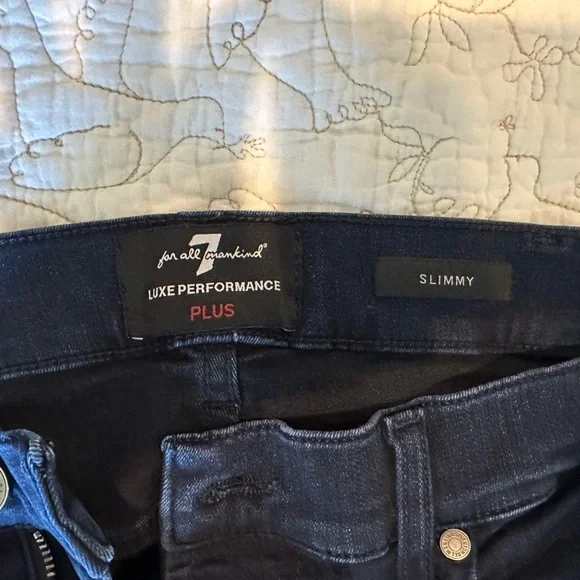 7
for all mankind®
LUXE PERFORMANCE
PLUS
SLIMMY